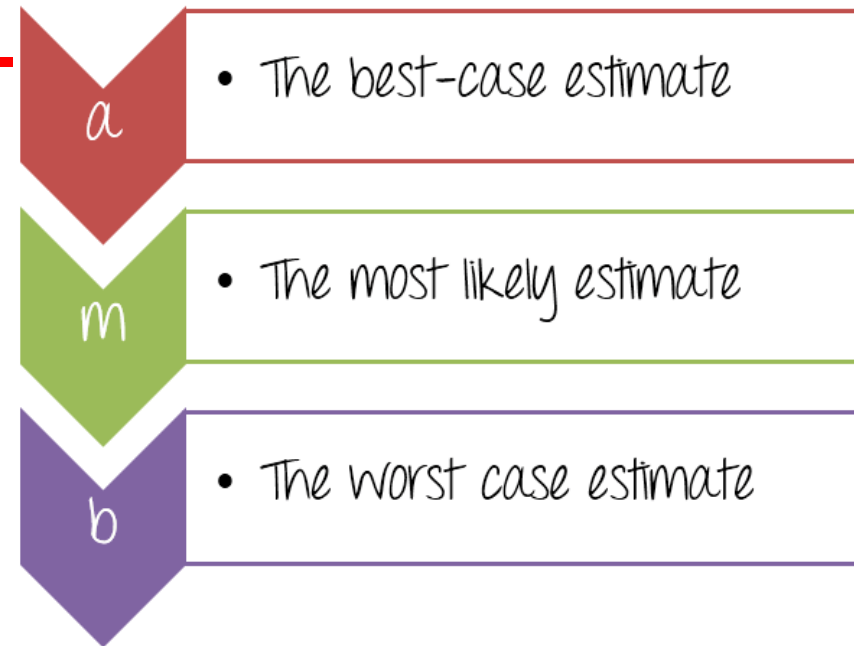 a
• The best-case estimate
m
• The most likely estimate
b
• The worst case estimate